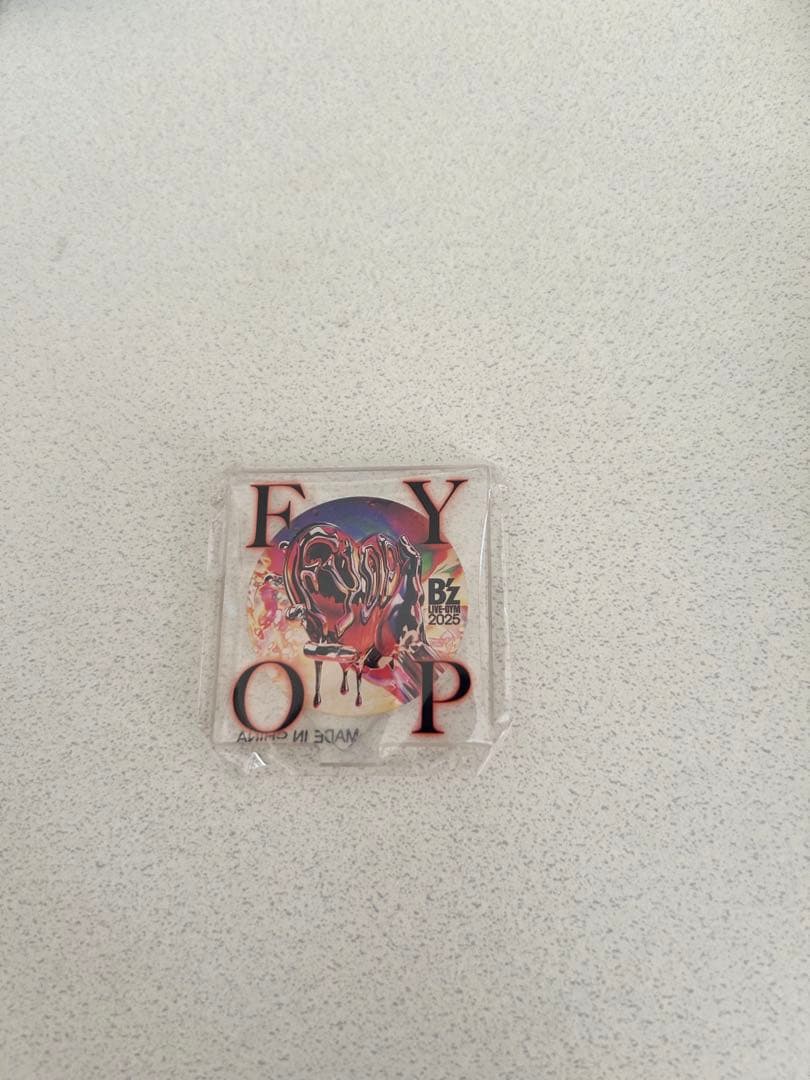 F Y
B'z
LIVE-GYM
2025
O P
MADE IN CHINA